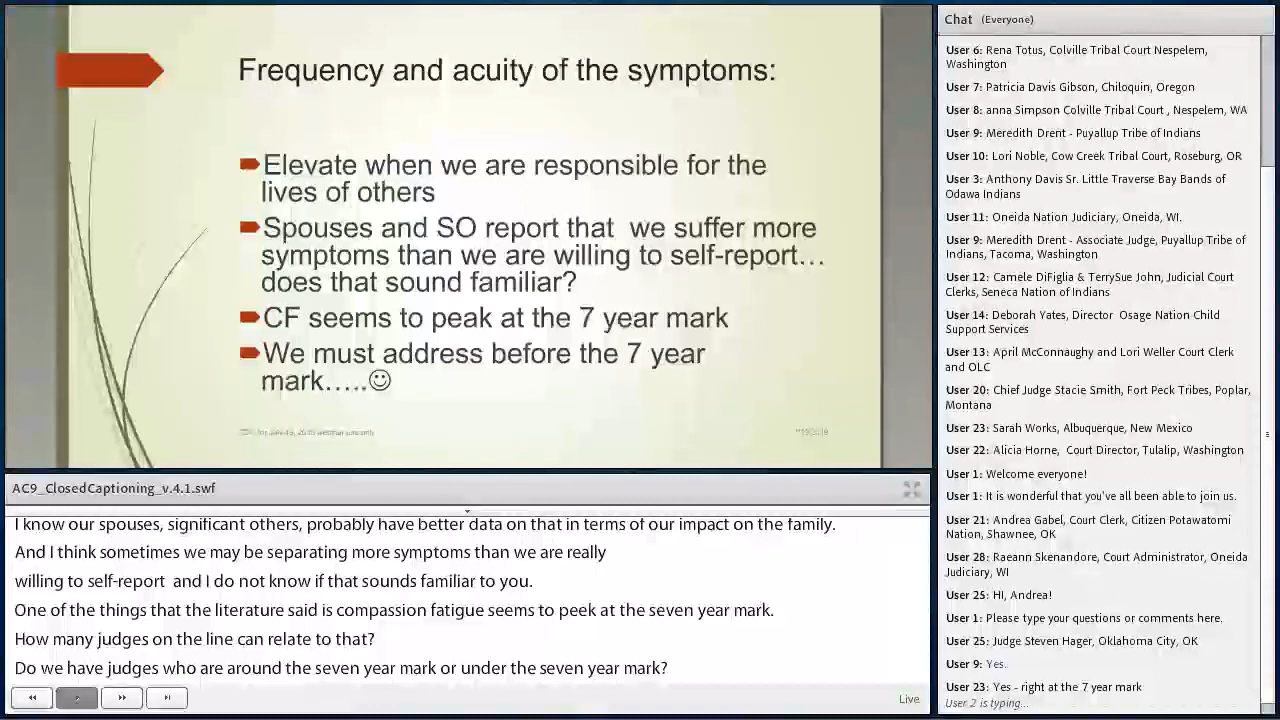 Frequency and acuity of the symptoms:
Elevate when we are responsible for the
lives of others
Spouses and SO report that we suffer more
symptoms than we are willing to self-report…
does that sound familiar?
CF seems to peak at the 7 year mark
We must address before the 7 year
mark…..☺
AC9_ClosedCaptioning_v.4.1.swf
I know our spouses, significant others, probably have better data on that in terms of our impact on the family.
And I think sometimes we may be separating more symptoms than we are really
willing to self-report and I do not know if that sounds familiar to you.
One of the things that the literature said is compassion fatigue seems to peek at the seven year mark.
How many judges on the line can relate to that?
Do we have judges who are around the seven year mark or under the seven year mark?
Live
Chat (Everyone)
User 6: Rena Totus, Colville Tribal Court Nespelem,
Washington
User 7: Patricia Davis Gibson, Chiloquin, Oregon
User 8: anna Simpson Colville Tribal Court , Nespelem, WA
User 9: Meredith Drent - Puyallup Tribe of Indians
User 10: Lori Noble, Cow Creek Tribal Court, Roseburg, OR
User 3: Anthony Davis Sr. Little Traverse Bay Bands of
Odawa Indians
User 11: Oneida Nation Judiciary, Oneida, WI.
User 9: Meredith Drent - Associate Judge, Puyallup Tribe of
Indians, Tacoma, Washington
User 12: Camele DiFiglia & TerrySue John, Judicial Court
Clerks, Seneca Nation of Indians
User 14: Deborah Yates, Director Osage Nation Child
Support Services
User 13: April McConnaughy and Lori Weller Court Clerk
and OLC
User 20: Chief Judge Stacie Smith, Fort Peck Tribes, Poplar,
Montana
User 23: Sarah Works, Albuquerque, New Mexico
User 22: Alicia Horne, Court Director, Tulalip, Washington
User 1: Welcome everyone!
User 1: It is wonderful that you've all been able to join us.
User 21: Andrea Gabel, Court Clerk, Citizen Potawatomi
Nation, Shawnee, OK
User 28: Raeann Skenandore, Court Administrator, Oneida
Judiciary, WI
User 25: HI, Andrea!
User 1: Please type your questions or comments here.
User 25: Judge Steven Hager, Oklahoma City, OK
User 9: Yes.
User 23: Yes - right at the 7 year mark
User 2 is typing...